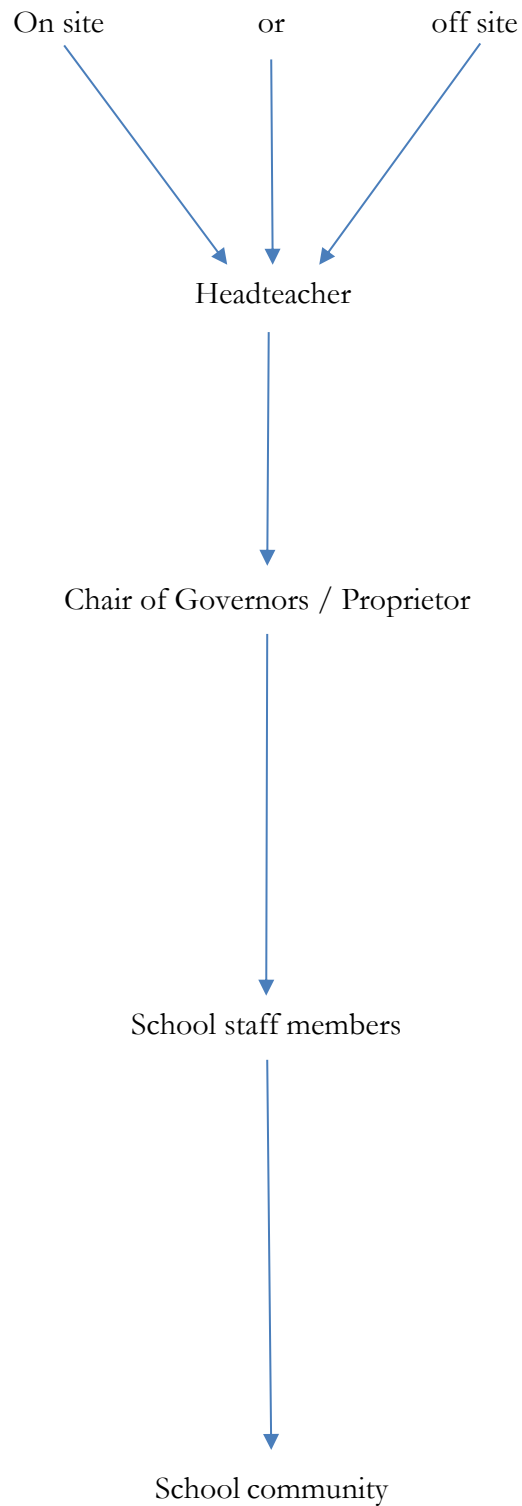 On site or off site
Headteacher
Chair of Governors / Proprietor
School staff members
School community